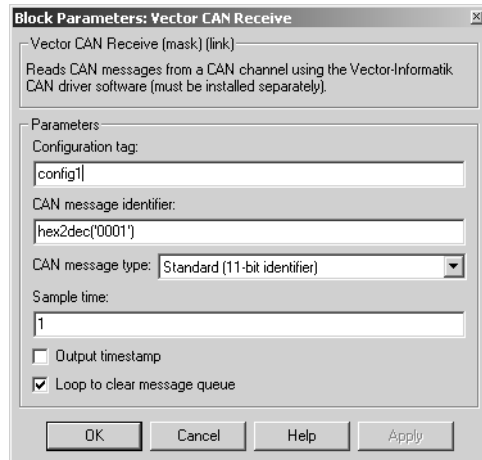 Block Parameters: Vector CAN Receive
Vector CAN Receive (mask) (link)
Reads CAN messages from a CAN channel using the Vector-Informatik
CAN driver software (must be installed separately).
Parameters
Configuration tag:
config1
CAN message identifier:
hex2dec('0001')
CAN message type: Standard (11-bit identifier)
Sample time:
1
Output timestamp
Loop to clear message queue
OK Cancel Help Apply